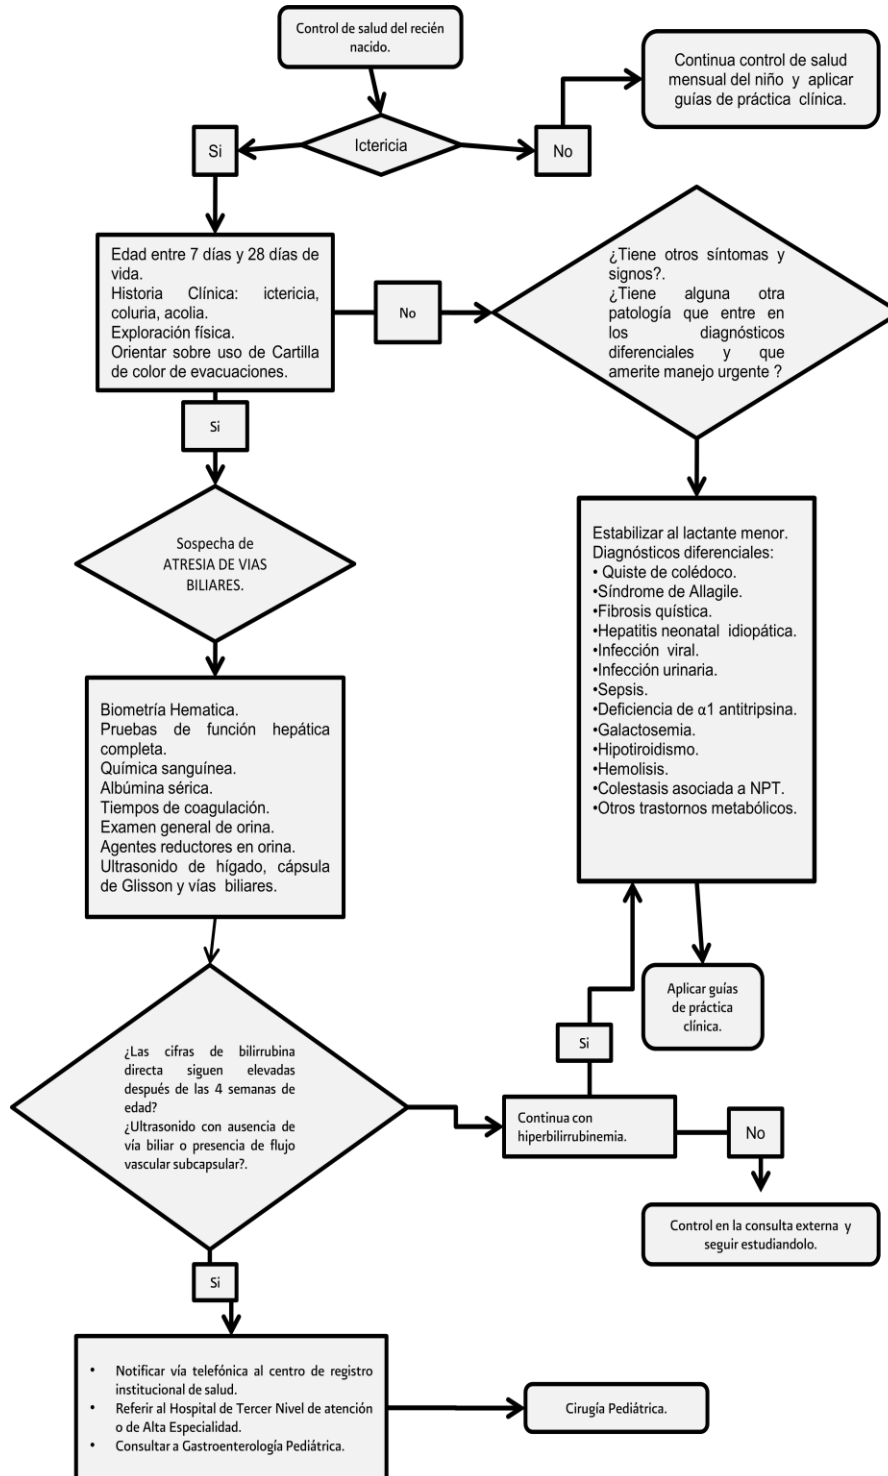 Control de salud del recién
nacido.
Continua control de salud
mensual del niño y aplicar
guías de práctica clínica.
Ictericia
Si
No
Edad entre 7 días y 28 días de
vida.
Historia Clínica: ictericia,
coluria, acolia.
Exploración física.
Orientar sobre uso de Cartilla
de color de evacuaciones.
No
¿Tiene otros síntomas y
signos?.
¿Tiene alguna otra
patología que entre en
los diagnósticos
diferenciales y que
amerite manejo urgente ?
Si
Sospecha de
ATRESIA DE VIAS
BILIARES.
Estabilizar al lactante menor.
Diagnósticos diferenciales:
• Quiste de colédoco.
•Síndrome de Allagile.
•Fibrosis quística.
•Hepatitis neonatal idiopática.
•Infección viral.
•Infección urinaria.
•Sepsis.
•Deficiencia de α1 antitripsina.
•Galactosemia.
•Hipotiroidismo.
•Hemolisis.
•Colestasis asociada a NPT.
•Otros trastornos metabólicos.
Biometría Hematica.
Pruebas de función hepática
completa.
Química sanguínea.
Albúmina sérica.
Tiempos de coagulación.
Examen general de orina.
Agentes reductores en orina.
Ultrasonido de hígado, cápsula
de Glisson y vías biliares.
Aplicar guías
de práctica
clínica.
¿Las cifras de bilirrubina
directa siguen elevadas
después de las 4 semanas de
edad?
¿Ultrasonido con ausencia de
vía biliar o presencia de flujo
vascular subcapsular?.
Si
Continua con
hiperbilirrubinemia.
No
Control en la consulta externa y
seguir estudiandolo.
Si
• Notificar vía telefónica al centro de registro
institucional de salud.
• Referir al Hospital de Tercer Nivel de atención
o de Alta Especialidad.
• Consultar a Gastroenterología Pediátrica.
Cirugía Pediátrica.